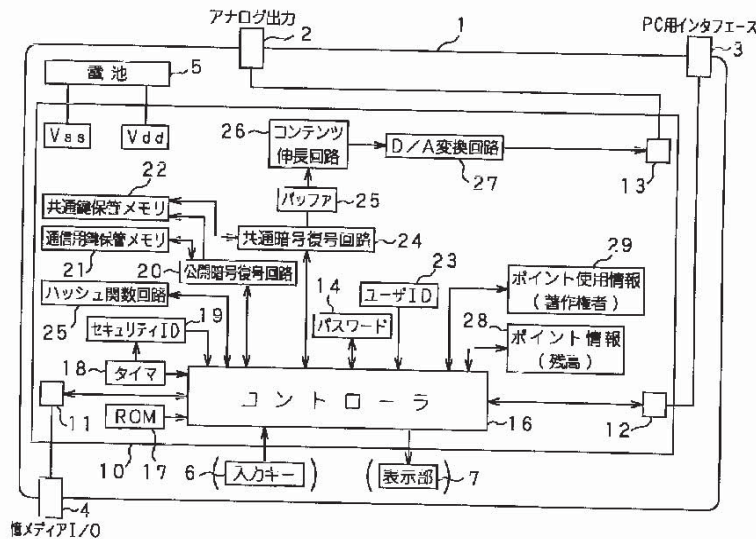 アナログ出力
2
1
PC用インタフェース
3
電池
5
Vss
Vdd
26
コンテンツ
伸長回路
D/A変換回路
27
13
22
共通鍵保管メモリ
バッファ
25
通信用鍵保管メモリ
共通暗号復号回路
24
21
20
公開暗号復号回路
23
29
ハッシュ関数回路
25
19
14
ユーザID
ポイント使用情報
(著作権者)
セキュリティID
パスワード
28
ポイント情報
(残高)
18
タイマ
コントローラ
16
11
ROM
17
12
10
6
(入力キー)
(表示部)
7
4
憶メディアI/O